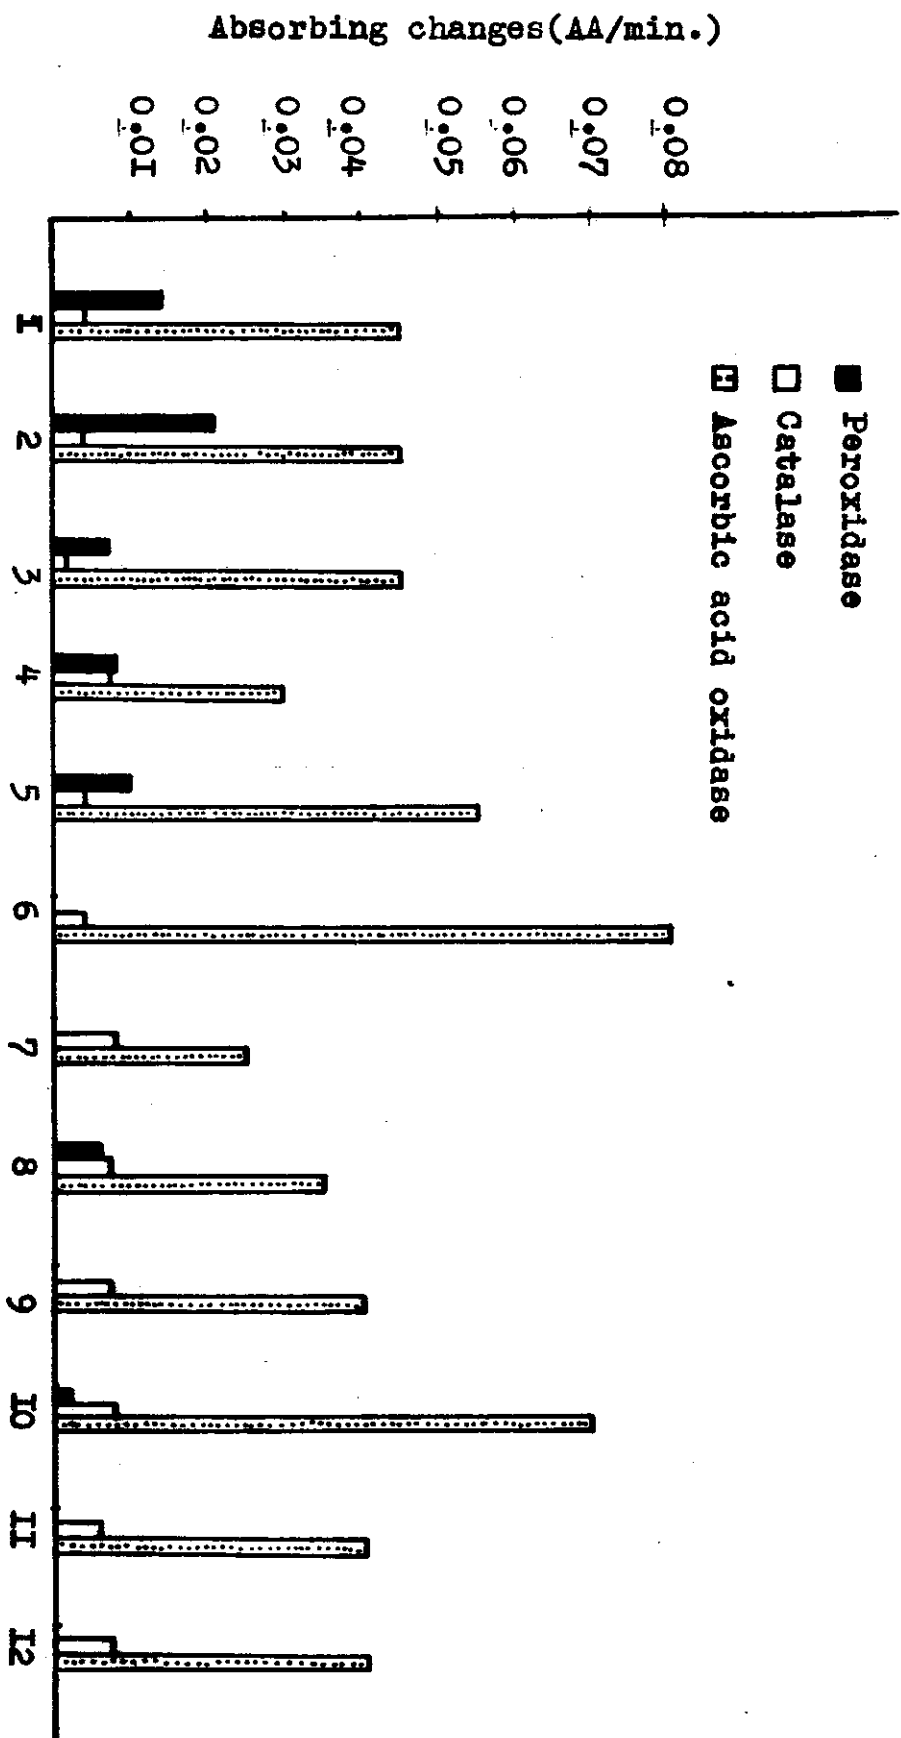 Absorbing changes(AA/min.)
0.08
0.07
0.06
0.05
0.04
0.03
0.02
0.0I
Peroxidase
Catalase
Ascorbic acid oxidase
I
2
3
4
5
6
7
8
9
I0
II
I2